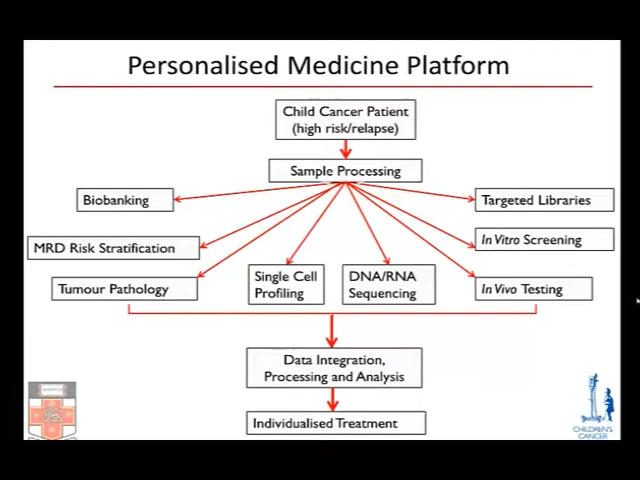 Personalised Medicine Platform
Child Cancer Patient
(high risk/relapse)
Sample Processing
Biobanking
Targeted Libraries
MRD Risk Stratification
In Vitro Screening
Tumour Pathology
Single Cell
Profiling
DNA/RNA
Sequencing
In Vivo Testing
Data Integration,
Processing and Analysis
Individualised Treatment
CHILDREN'S
CANCER